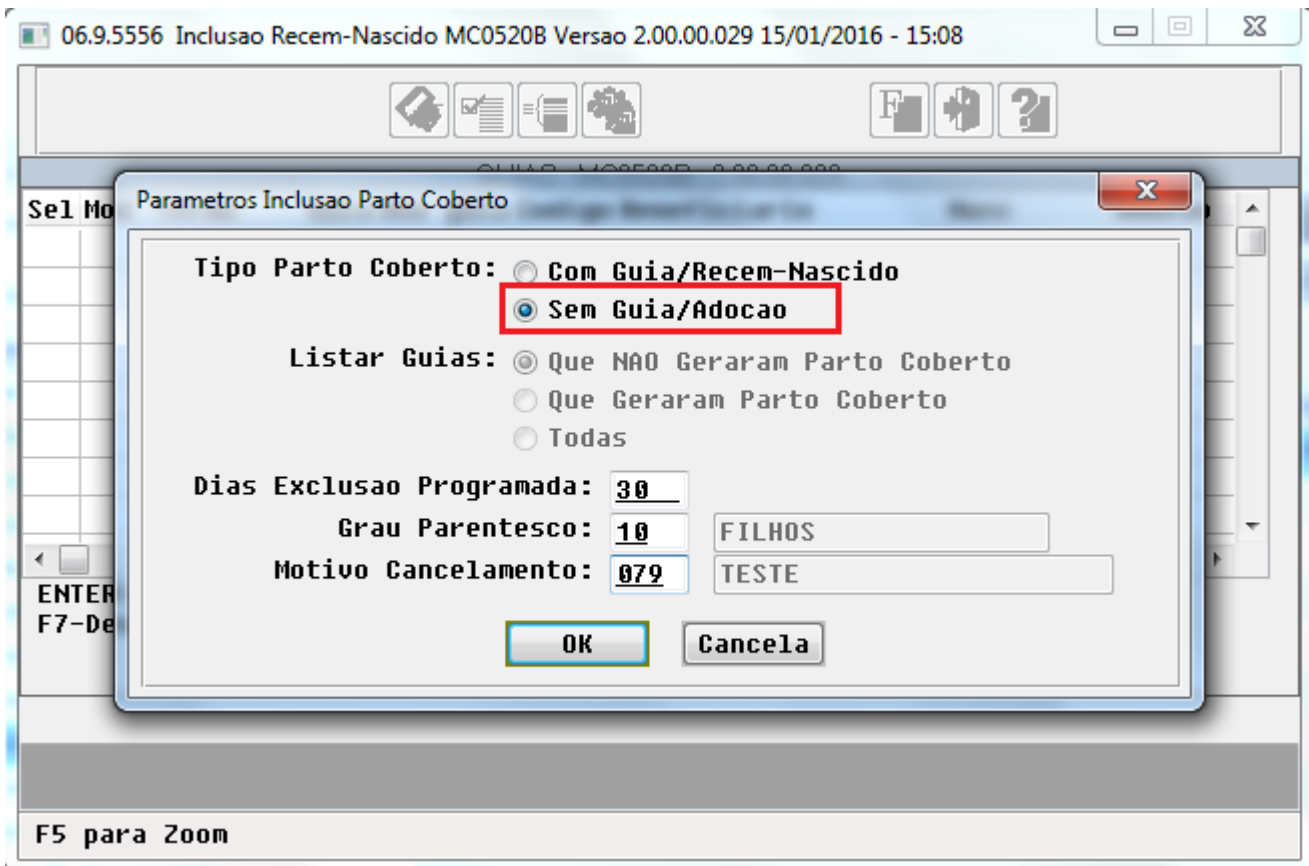 06.9.5556 Inclusao Recem-Nascido MC0520B Versao 2.00.00.029 15/01/2016 - 15:08
F
Parametros Inclusao Parto Coberto
Sel Mo
Tipo Parto Coberto: Com Guia/Recem-Nascido
Sem Guia/Adocao
Listar Guias: Que NAO Geraram Parto Coberto
Que Geraram Parto Coberto
Todas
Dias Exclusao Programada: 30
Grau Parentesco: 10 FILHOS
Motivo Cancelamento: 079 TESTE
ENTER
F7-De
OK Cancela
F5 para Zoom